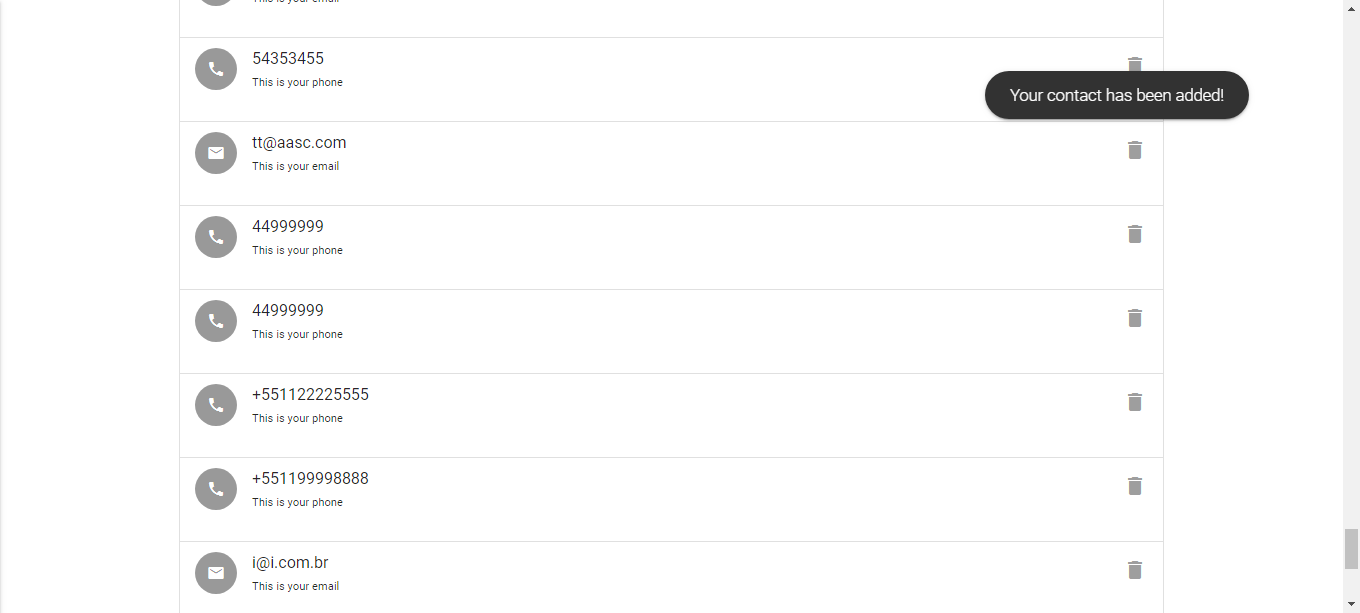 This is your email
54353455
This is your phone
Your contact has been added!
tt@aasc.com
This is your email
44999999
This is your phone
44999999
This is your phone
+551122225555
This is your phone
+551199998888
This is your phone
i@i.com.br
This is your email